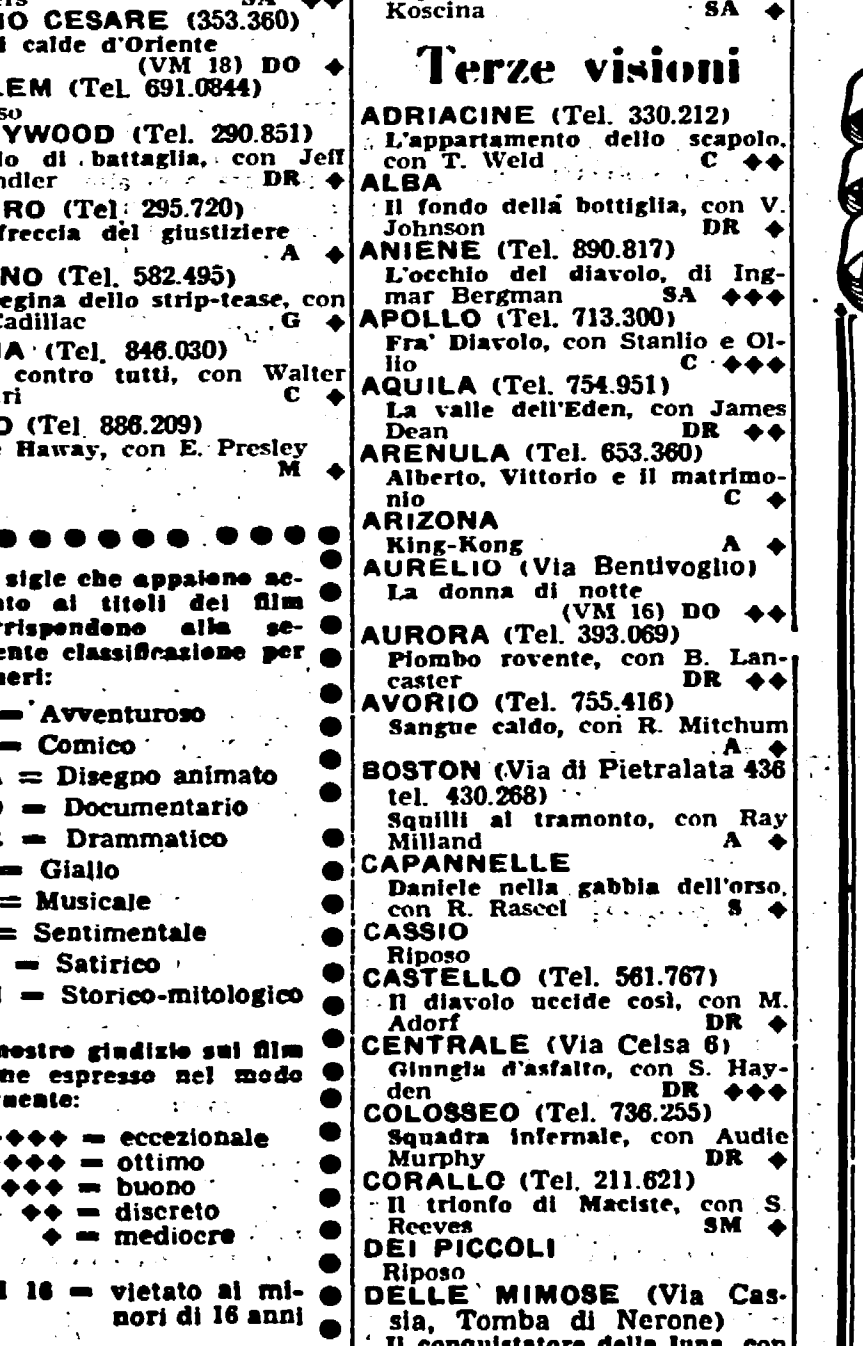 IO CESARE (353.360)
i calde d'Oriente
(VM 18) DO ◆
LEM (Tel. 691.0844)
so
YWOOD (Tel. 290.851)
lo di battaglia, con Jeff
ndler DR ◆
RO (Tel. 295.720)
freccia del giustiziere
A ◆
NO (Tel. 582.495)
egina dello strip-tease, con
Cadillac G ◆
A (Tel. 846.030)
contro tutti, con Walter
ri C ◆
O (Tel. 886.209)
e Haway, con E. Presley
M ◆
sigle che appaiono ac-
nto ai titoli dei film
rrispondono alla se-
ente classificazione per
neri:
= Avventuroso
= Comico
A = Disegno animato
O = Documentario
R = Drammatico
= Giallo
= Musicale
= Sentimentale
= Satirico
M = Storico-mitologico
nostro giudizio sui film
ne espresso nel modo
uente:
◆◆◆◆ = eccezionale
◆◆◆◆ = ottimo
◆◆◆ = buono
◆◆ = discreto
◆ = mediocre
M 16 = vietato ai mi-
nori di 16 anni
Koscina SA ◆
Terze visioni
ADRIACINE (Tel. 330.212)
L'appartamento dello scapolo,
con T. Weld C ◆◆
ALBA
Il fondo della bottiglia, con V.
Johnson DR ◆
ANIENE (Tel. 890.817)
L'occhio del diavolo, di Ing-
mar Bergman SA ◆◆◆
APOLLO (Tel. 713.300)
Fra' Diavolo, con Stanlio e Ol-
lio C ◆◆◆
AQUILA (Tel. 754.951)
La valle dell'Eden, con James
Dean DR ◆◆
ARENULA (Tel. 653.360)
Alberto, Vittorio e il matrimo-
nio C ◆
ARIZONA
King-Kong A ◆
AURELIO (Via Bentivoglio)
La donna di notte
(VM 16) DO ◆◆
AURORA (Tel. 393.069)
Piombo rovente, con B. Lan-
caster DR ◆◆
AVORIO (Tel. 755.416)
Sangue caldo, con R. Mitchum
A ◆
BOSTON (Via di Pietralata 436
tel. 430.268)
Squilli al tramonto, con Ray
Milland A ◆
CAPANNELLE
Daniele nella gabbia dell'orso,
con R. Rascel S ◆
CASSIO
Riposo
CASTELLO (Tel. 561.767)
Il diavolo uccide così, con M.
Adorf DR ◆
CENTRALE (Via Celsa 6)
Giungla d'asfalto, con S. Hay-
den DR ◆◆◆
COLOSSEO (Tel. 736.255)
Squadra infernale, con Audie
Murphy DR ◆
CORALLO (Tel. 211.621)
Il trionfo di Maciste, con S.
Reeves SM ◆
DEI PICCOLI
Riposo
DELLE MIMOSE (Via Cas-
sia, Tomba di Nerone)
Il conquistatore della luna, con